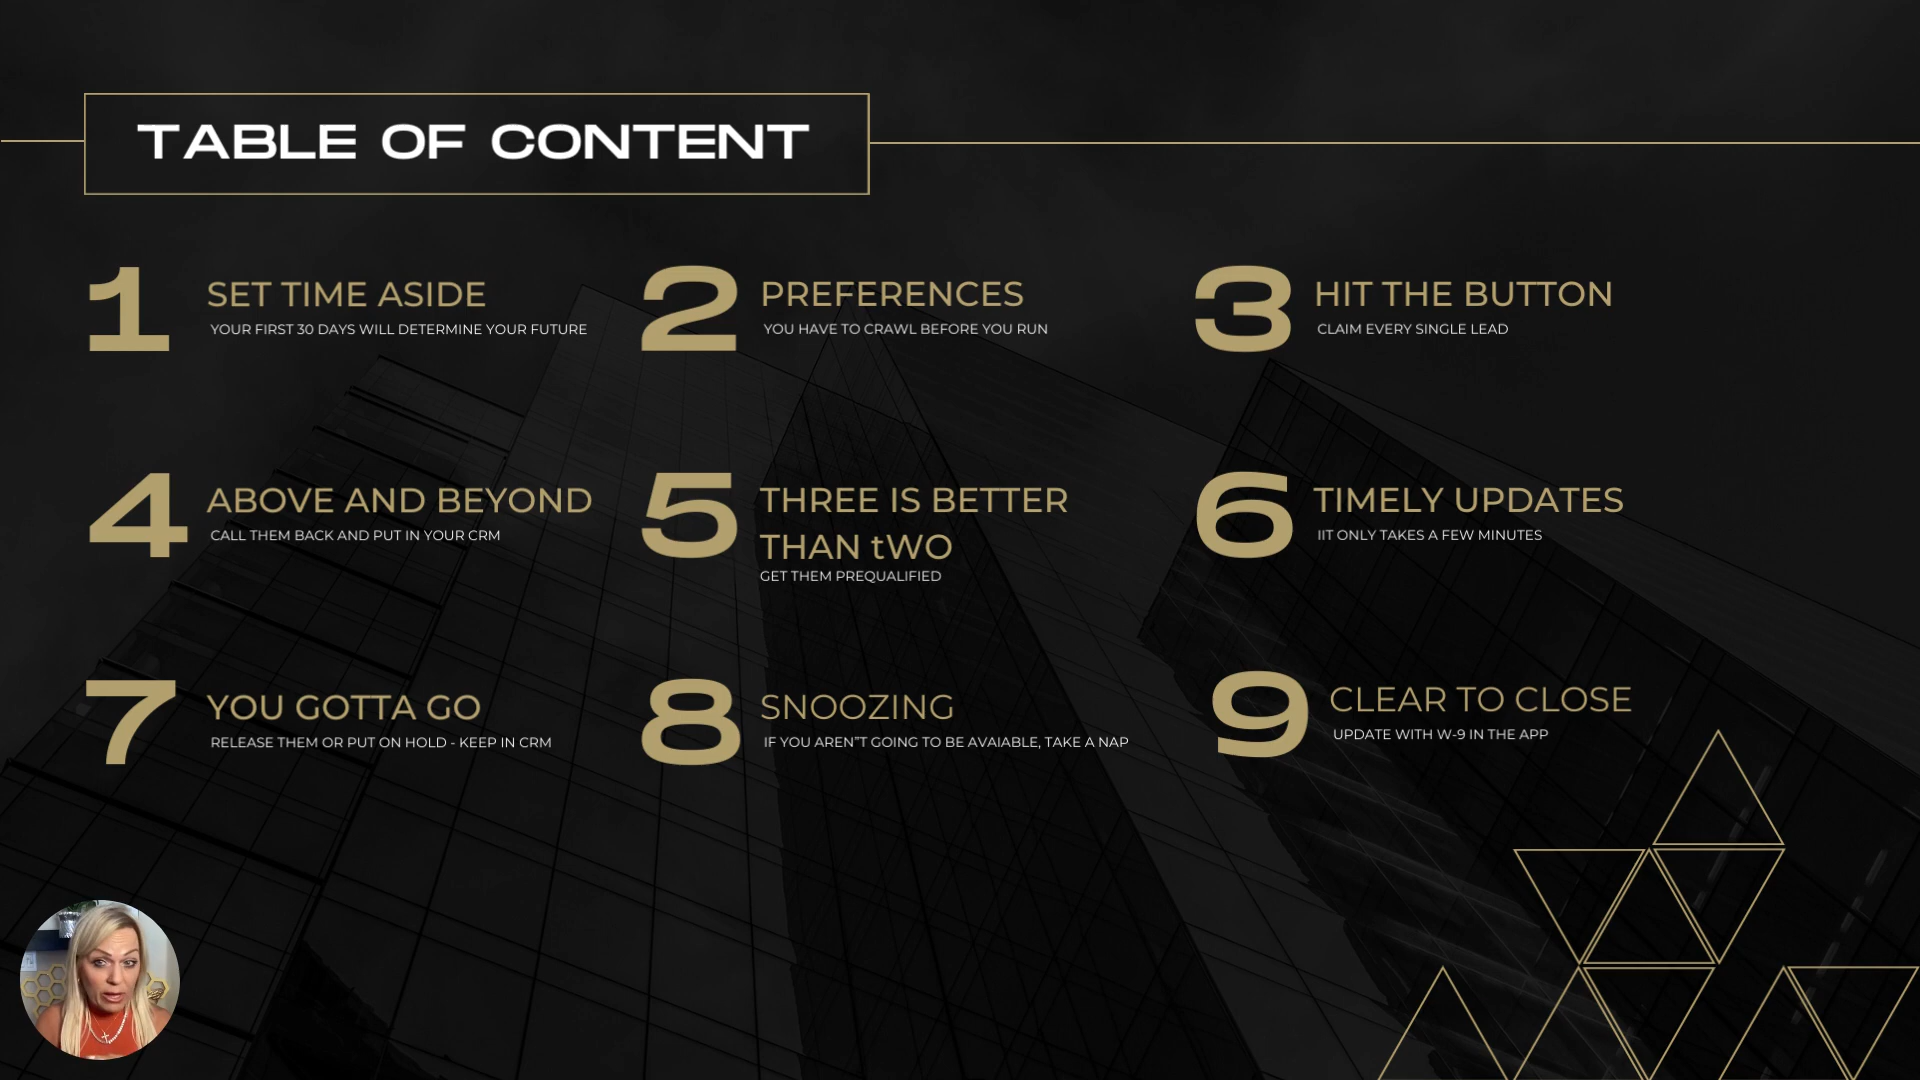 TABLE OF CONTENT
1
SET TIME ASIDE
YOUR FIRST 30 DAYS WILL DETERMINE YOUR FUTURE
2
PREFERENCES
YOU HAVE TO CRAWL BEFORE YOU RUN
3
HIT THE BUTTON
CLAIM EVERY SINGLE LEAD
4
ABOVE AND BEYOND
CALL THEM BACK AND PUT IN YOUR CRM
5
THREE IS BETTER
THAN tWO
GET THEM PREQUALIFIED
6
TIMELY UPDATES
IIT ONLY TAKES A FEW MINUTES
7
YOU GOTTA GO
RELEASE THEM OR PUT ON HOLD - KEEP IN CRM
8
SNOOZING
IF YOU AREN"T GOING TO BE AVAIABLE, TAKE A NAP
9
CLEAR TO CLOSE
UPDATE WITH W-9 IN THE APP